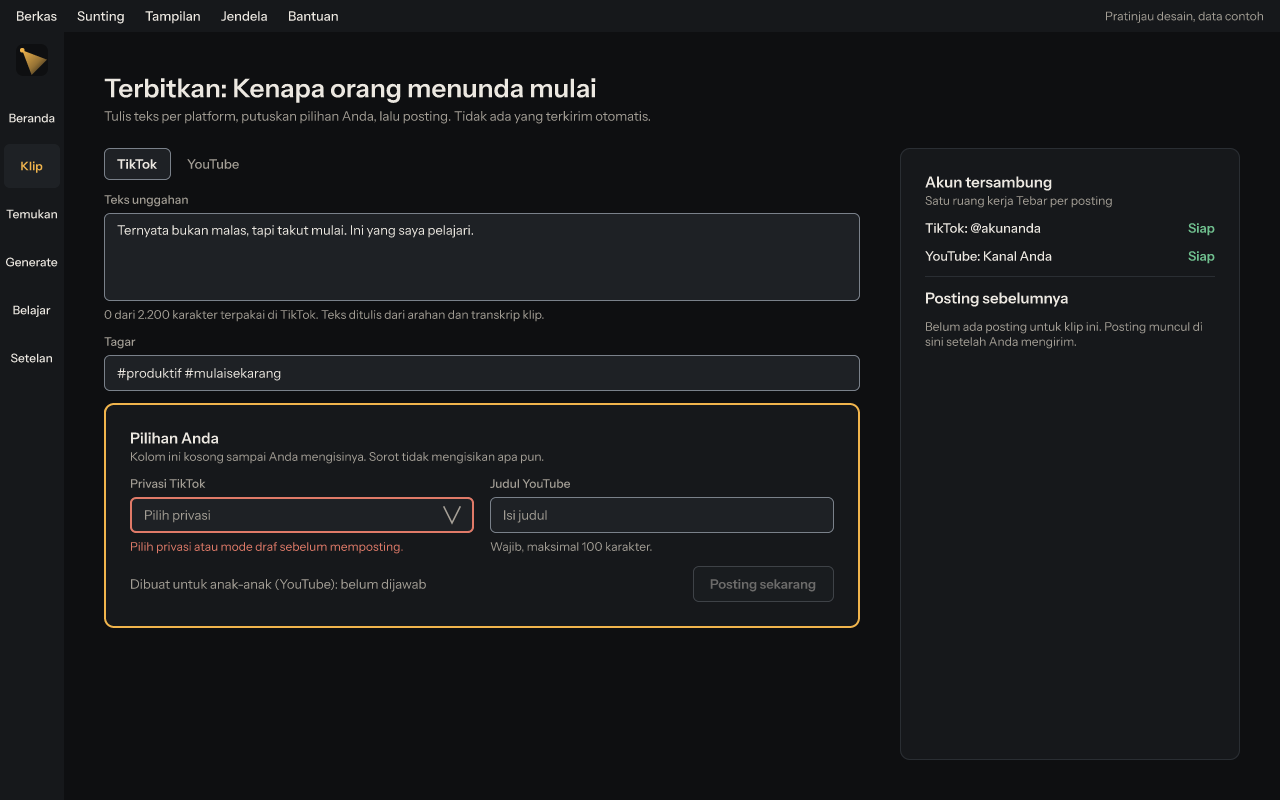 Berkas Sunting Tampilan Jendela Bantuan
Pratinjau desain, data contoh
Beranda
Klip
Temukan
Generate
Belajar
Setelan
Terbitkan: Kenapa orang menunda mulai
Tulis teks per platform, putuskan pilihan Anda, lalu posting. Tidak ada yang terkirim otomatis.
TikTok YouTube
Teks unggahan
Ternyata bukan malas, tapi takut mulai. Ini yang saya pelajari.
0 dari 2.200 karakter terpakai di TikTok. Teks ditulis dari arahan dan transkrip klip.
Tagar
#produktif #mulaisekarang
Pilihan Anda
Kolom ini kosong sampai Anda mengisinya. Sorot tidak mengisikan apa pun.
Privasi TikTok
Pilih privasi
Pilih privasi atau mode draf sebelum memposting.
Judul YouTube
Isi judul
Wajib, maksimal 100 karakter.
Dibuat untuk anak-anak (YouTube): belum dijawab
Posting sekarang
Akun tersambung
Satu ruang kerja Tebar per posting
TikTok: @akunanda Siap
YouTube: Kanal Anda Siap
Posting sebelumnya
Belum ada posting untuk klip ini. Posting muncul di
sini setelah Anda mengirim.